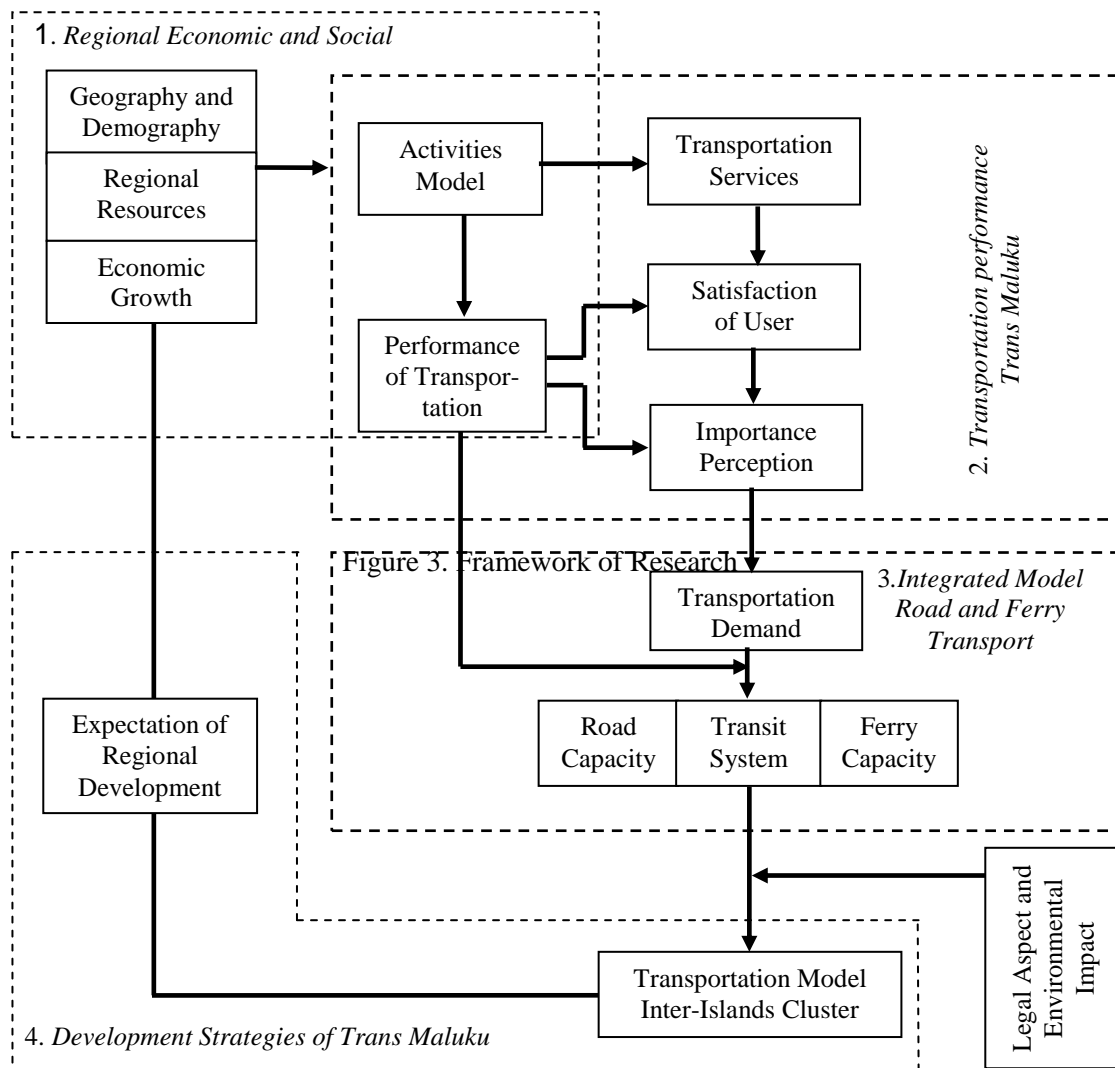 1. Regional Economic and Social
Geography and
Demography
Regional
Resources
Economic
Growth
Activities
Model
Transportation
Services
Satisfaction
of User
Performance
of Transpor-
tation
Importance
Perception
2. Transportation performance
Trans Maluku
Figure 3. Framework of Research
Transportation
Demand
3.Integrated Model
Road and Ferry
Transport
Road
Capacity
Transit
System
Ferry
Capacity
Expectation of
Regional
Development
Legal Aspect and
Environmental
Impact
Transportation Model
Inter-Islands Cluster
4. Development Strategies of Trans Maluku